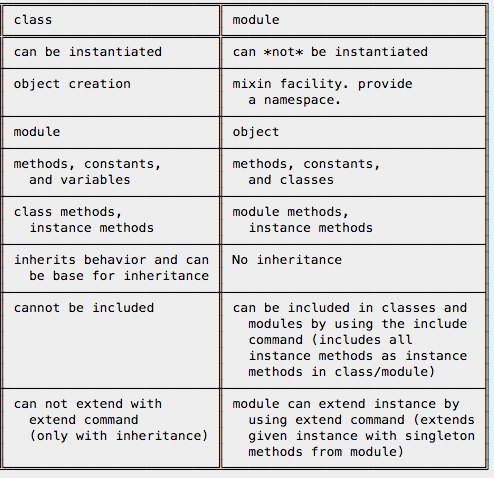 class
module
can be instantiated
can *not* be instantiated
object creation
mixin facility. provide
a namespace.
module
object
methods, constants,
and variables
methods, constants,
and classes
class methods,
instance methods
module methods,
instance methods
inherits behavior and can
be base for inheritance
No inheritance
cannot be included
can be included in classes and
modules by using the include
command (includes all
instance methods as instance
methods in class/module)
can not extend with
extend command
(only with inheritance)
module can extend instance by
using extend command (extends
given instance with singleton
methods from module)